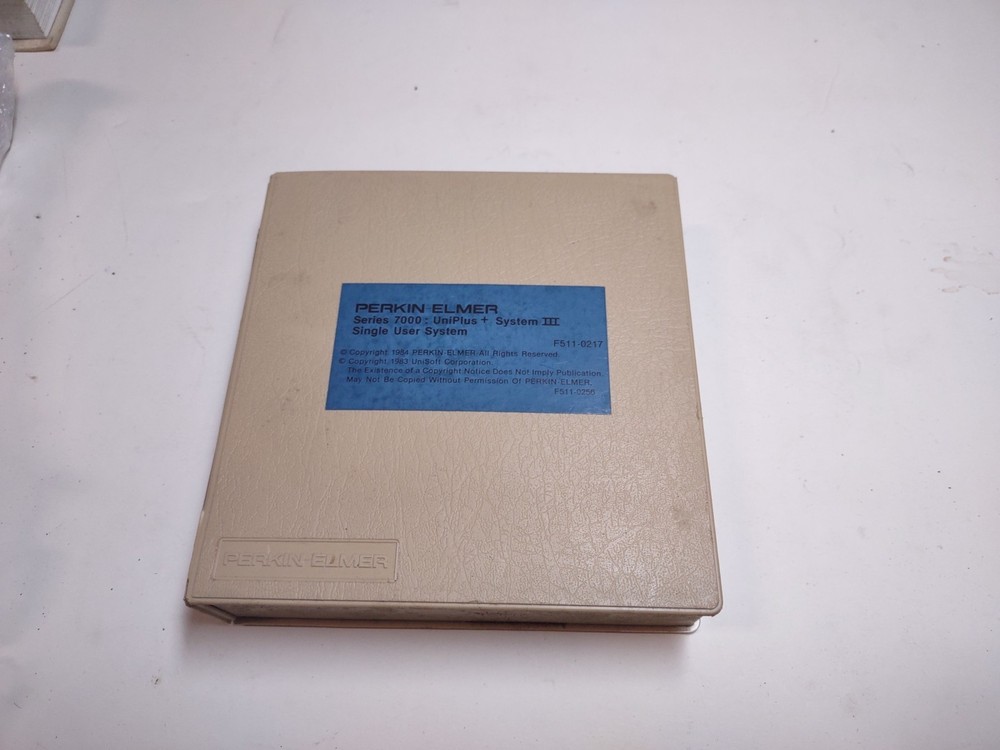 PERKIN-ELMER
Series 7000: UniPlus + System III
Single User System
F511-0217
© Copyright 1984 PERKIN-ELMER All Rights Reserved.
© Copyright 1983 UniSoft Corporation.
The Existence of a Copyright Notice Does Not Imply Publication.
May Not Be Copied Without Permission Of PERKIN-ELMER.
F511-0256
PERKIN-ELMER